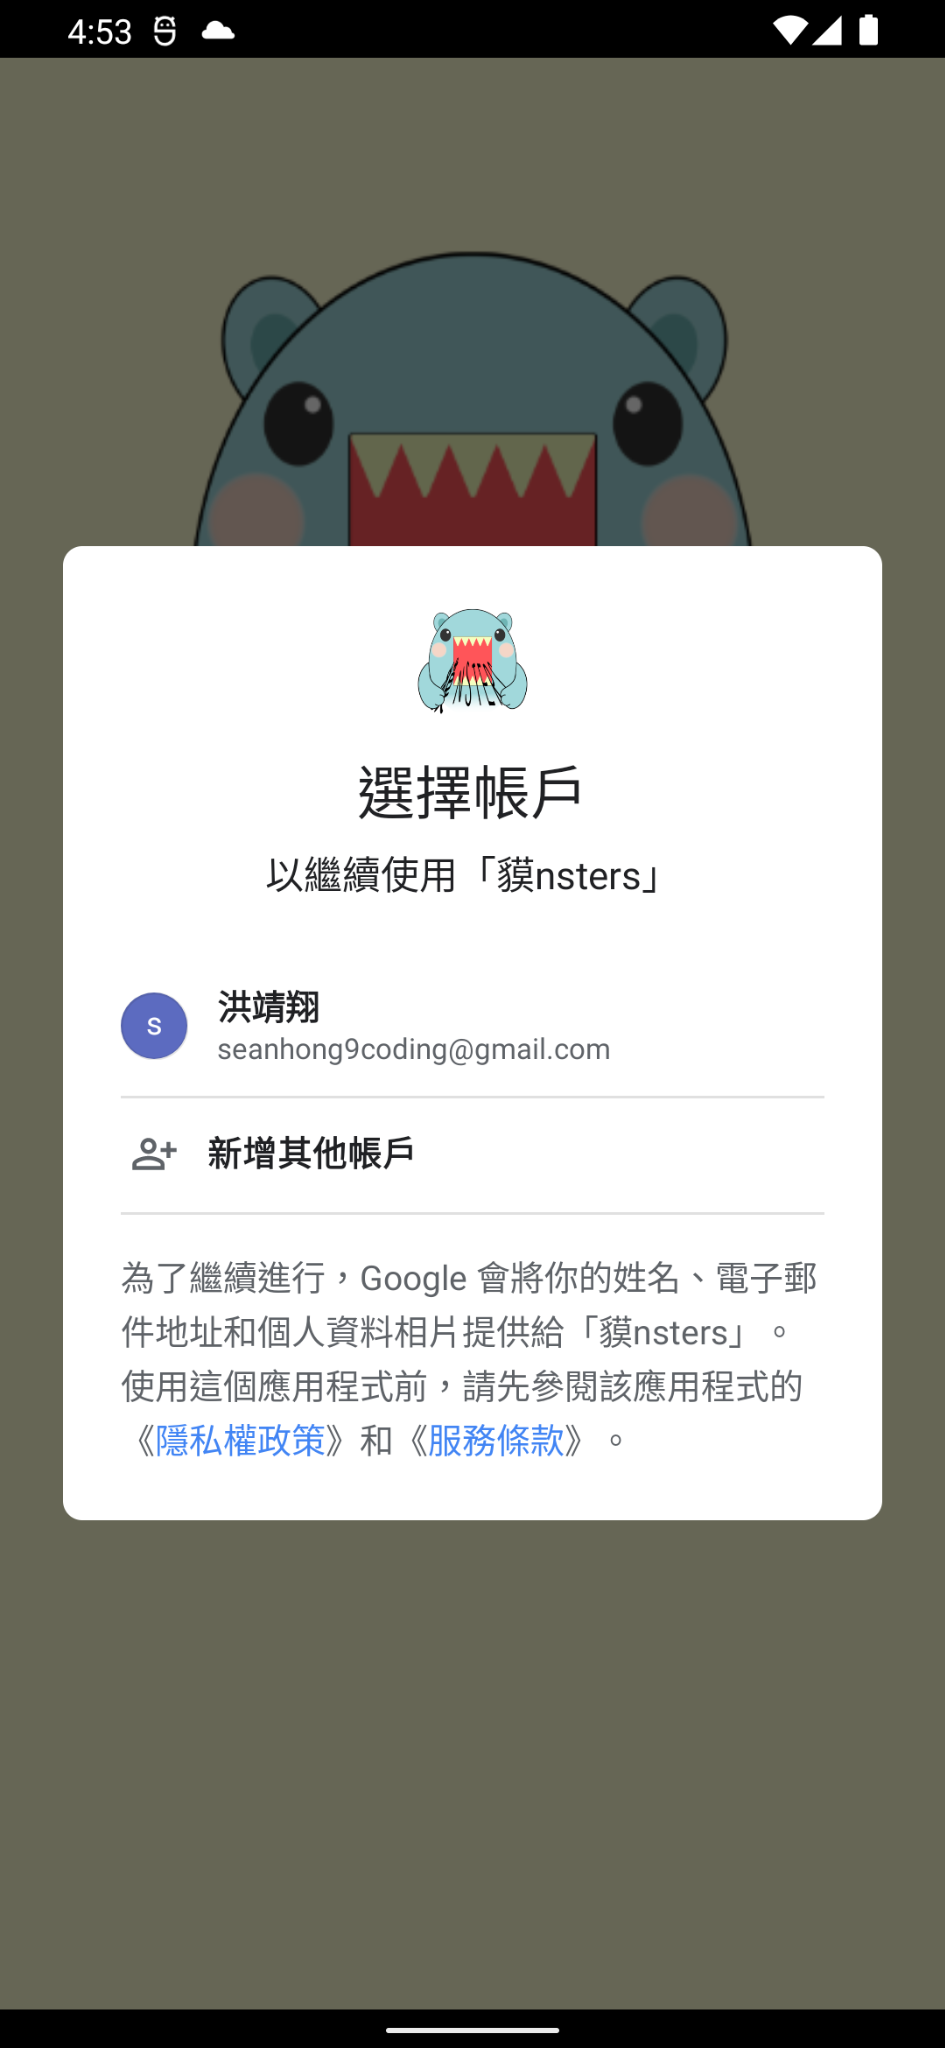 4:53
選擇帳戶
以繼續使用「貘nsters」
s
洪靖翔
seanhong9coding@gmail.com
新增其他帳戶
為了繼續進行，Google 會將你的姓名、電子郵
件地址和個人資料相片提供給「貘nsters」。
使用這個應用程式前，請先參閱該應用程式的
《隱私權政策》和《服務條款》。